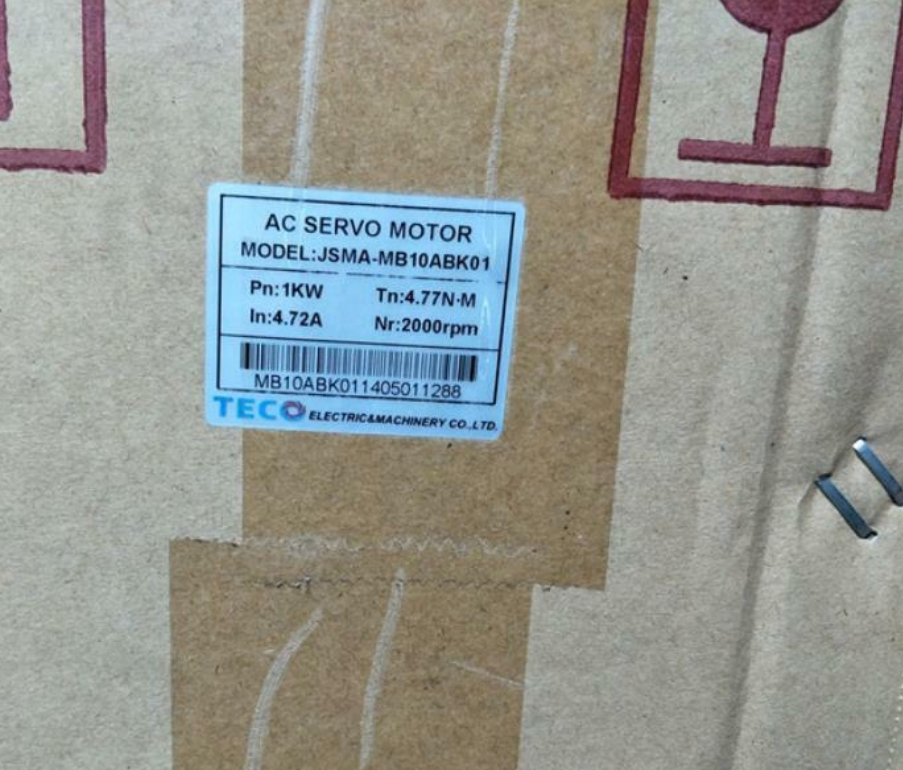 AC SERVO MOTOR
MODEL:JSMA-MB10ABK01
Pn:1KW Tn:4.77N·M
In:4.72A Nr:2000rpm
MB10ABK011405011288
TECO ELECTRIC&MACHINERY CO.,LTD.